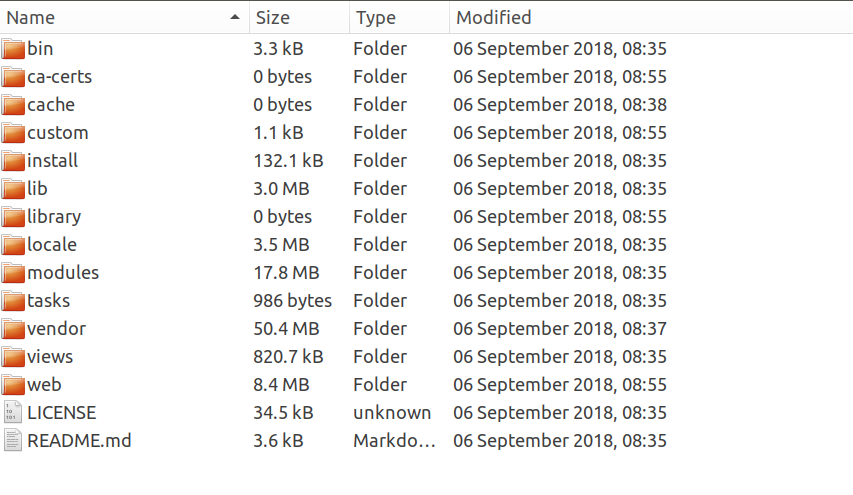 Name Size Type Modified
bin 3.3 kB Folder 06 September 2018, 08:35
ca-certs 0 bytes Folder 06 September 2018, 08:55
cache 0 bytes Folder 06 September 2018, 08:38
custom 1.1 kB Folder 06 September 2018, 08:55
install 132.1 kB Folder 06 September 2018, 08:35
lib 3.0 MB Folder 06 September 2018, 08:35
library 0 bytes Folder 06 September 2018, 08:55
locale 3.5 MB Folder 06 September 2018, 08:35
modules 17.8 MB Folder 06 September 2018, 08:35
tasks 986 bytes Folder 06 September 2018, 08:35
vendor 50.4 MB Folder 06 September 2018, 08:37
views 820.7 kB Folder 06 September 2018, 08:35
web 8.4 MB Folder 06 September 2018, 08:55
LICENSE 34.5 kB unknown 06 September 2018, 08:35
README.md 3.6 kB Markdo... 06 September 2018, 08:35